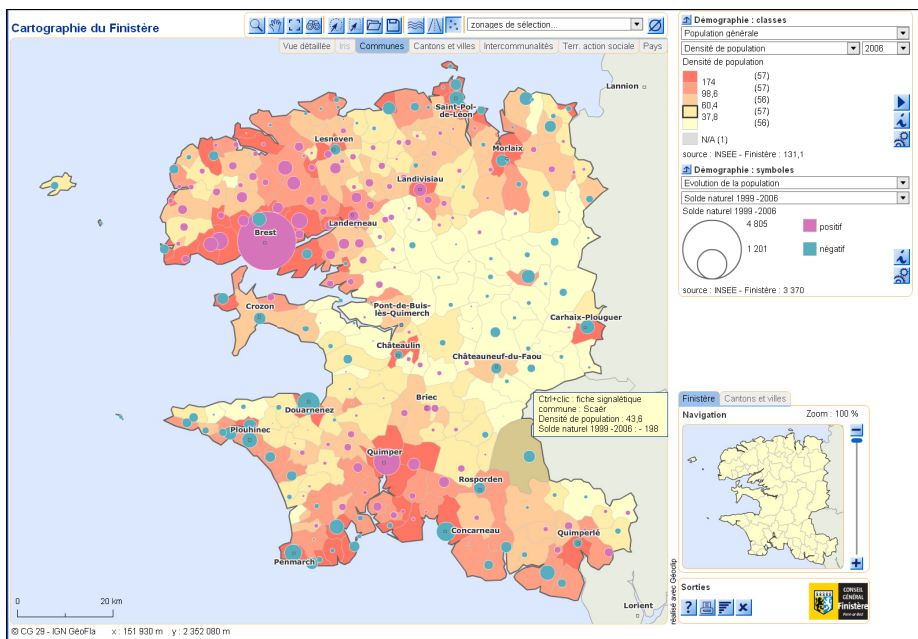 Cartographie du Finistère
zonages de sélection...
Vue détaillée Iris Communes Cantons et villes Intercommunalités Terr. action sociale Pays
Lannion
Saint-Pol-de-Léon
Lesneven
Morlaix
Landivisiau
Landerneau
Brest
Crozon
Pont-de-Buis-lès-Quimerch
Carhaix-Plouguer
Châteaulin
Châteauneuf-du-Faou
Briec
Douarnenez
Plouhinec
Quimper
Rosporden
Concarneau
Quimperlé
Penmarch
Lorient
Ctrl+clic : fiche signalétique
commune : Scaër
Densité de population : 43,6
Solde naturel 1999 -2006 : - 198
0 20 km
© CG 29 - IGN GéoFla x : 151 930 m y : 2 352 080 m
réalisé avec Géoclip
Démographie : classes
Population générale
Densité de population 2006
Densité de population
174 (57)
98,6 (57)
60,4 (56)
37,8 (57)
(56)
N/A (1)
source : INSEE - Finistère : 131,1
Démographie : symboles
Evolution de la population
Solde naturel 1999 -2006
Solde naturel 1999 -2006
4 805 positif
1 201 négatif
source : INSEE - Finistère : 3 370
Finistère Cantons et villes
Navigation Zoom : 100 %
Sorties
CONSEIL
GÉNÉRAL
Finistère
Penn-ar-Bed